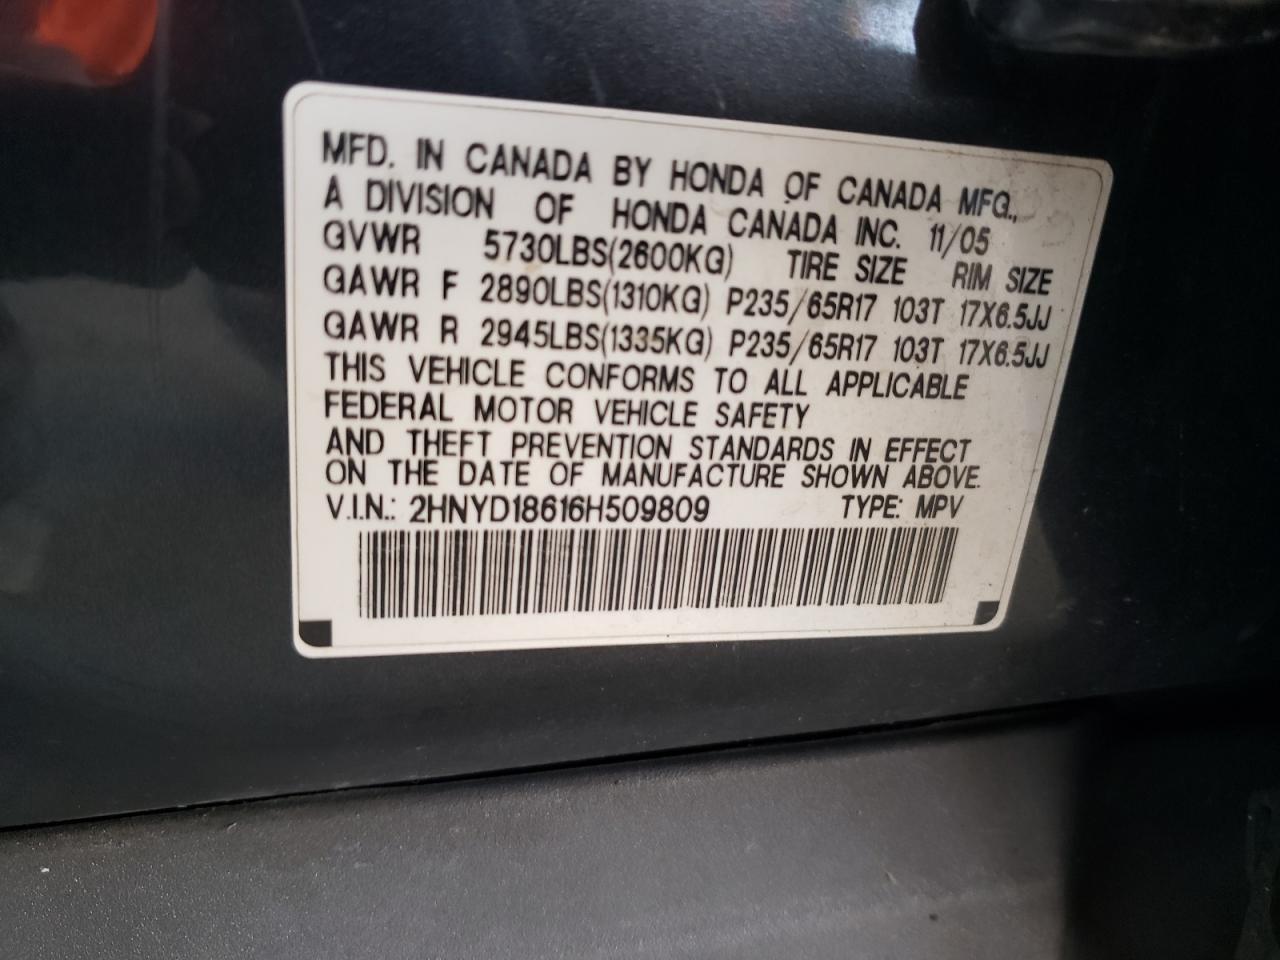 MFD. IN CANADA BY HONDA OF CANADA MFG.,
A DIVISION OF HONDA CANADA INC. 11/05
GVWR 5730LBS(2600KG) TIRE SIZE RIM SIZE
GAWR F 2890LBS(1310KG) P235/65R17 103T 17X6.5JJ
GAWR R 2945LBS(1335KG) P235/65R17 103T 17X6.5JJ
THIS VEHICLE CONFORMS TO ALL APPLICABLE
FEDERAL MOTOR VEHICLE SAFETY
AND THEFT PREVENTION STANDARDS IN EFFECT
ON THE DATE OF MANUFACTURE SHOWN ABOVE.
V.I.N.: 2HNYD18616H509809 TYPE: MPV